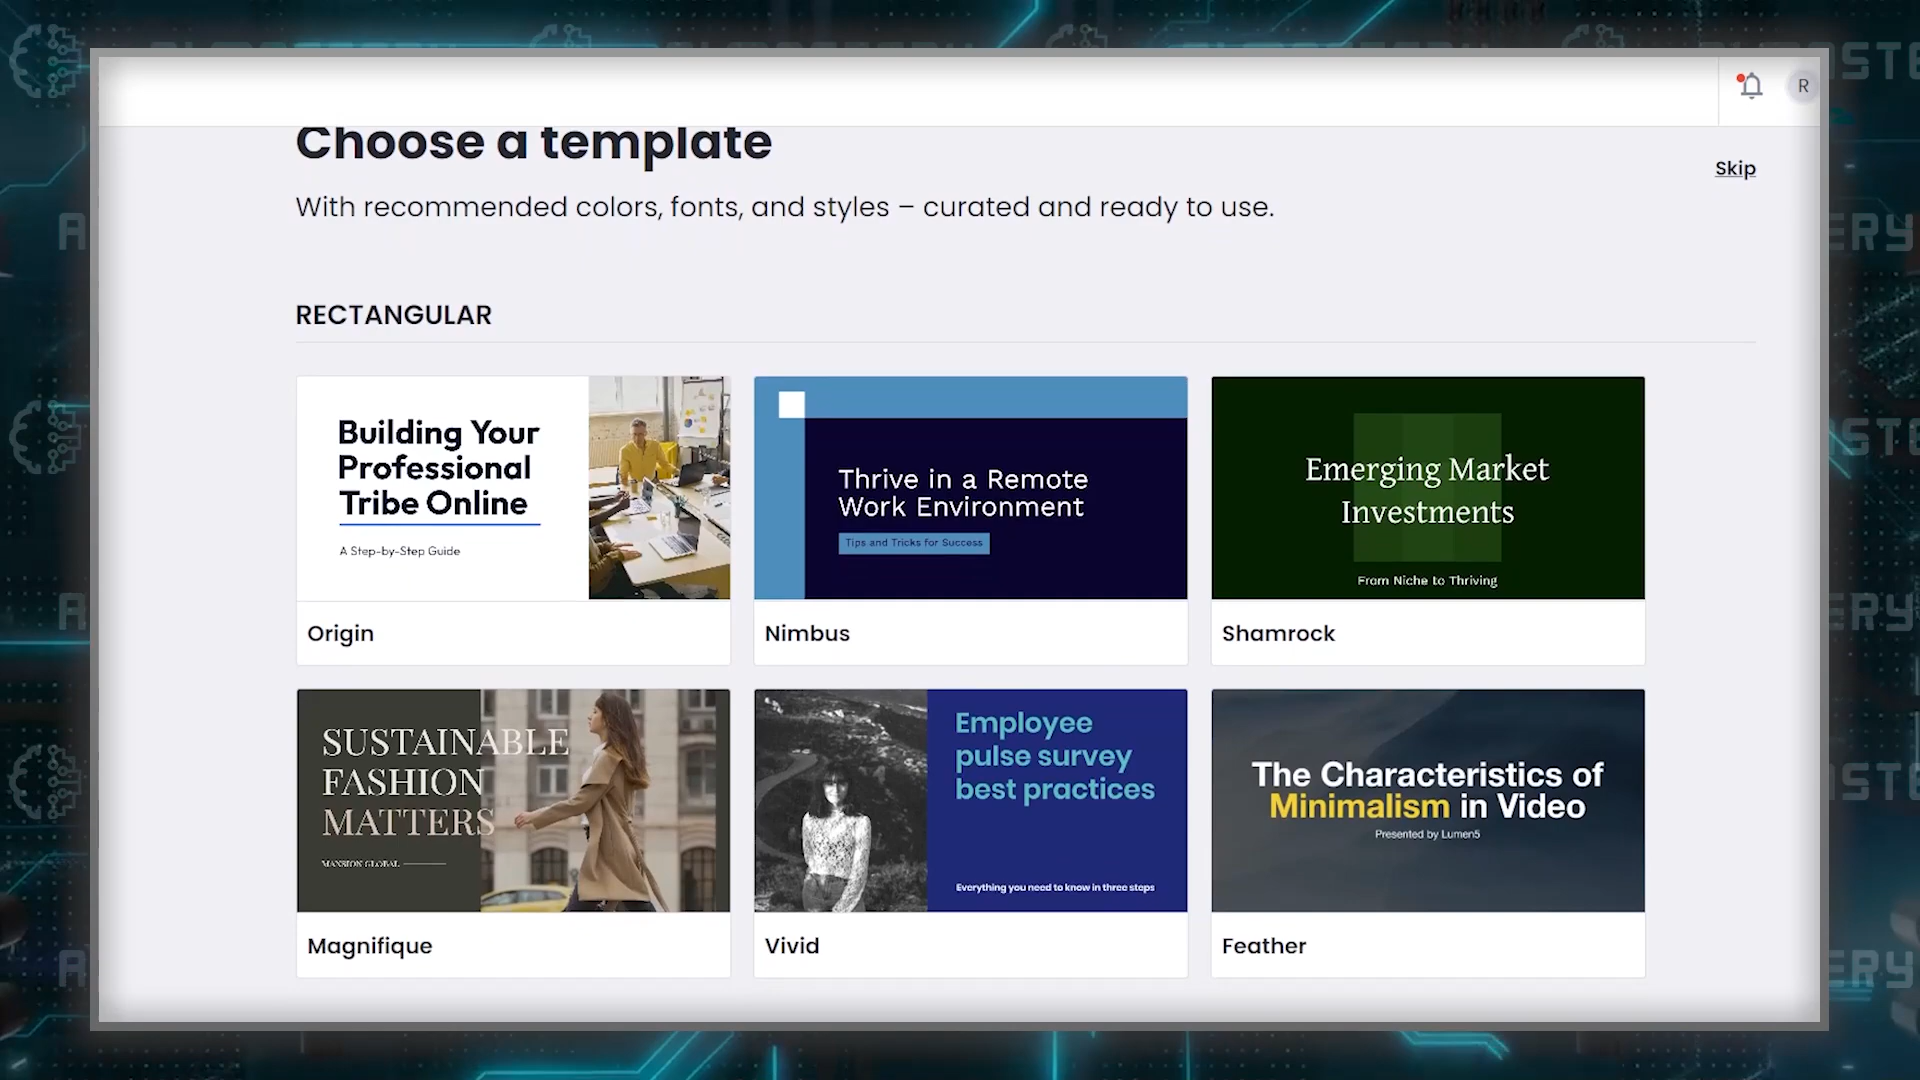 R
Choose a template
Skip
With recommended colors, fonts, and styles – curated and ready to use.
RECTANGULAR
Building Your
Professional
Tribe Online
A Step-by-Step Guide
Origin
Thrive in a Remote
Work Environment
Tips and Tricks for Success
Nimbus
Emerging Market
Investments
From Niche to Thriving
Shamrock
SUSTAINABLE
FASHION
MATTERS
MANSION GLOBAL
Magnifique
Employee
pulse survey
best practices
Everything you need to know in three steps
Vivid
The Characteristics of
Minimalism in Video
Presented by Lumen5
Feather